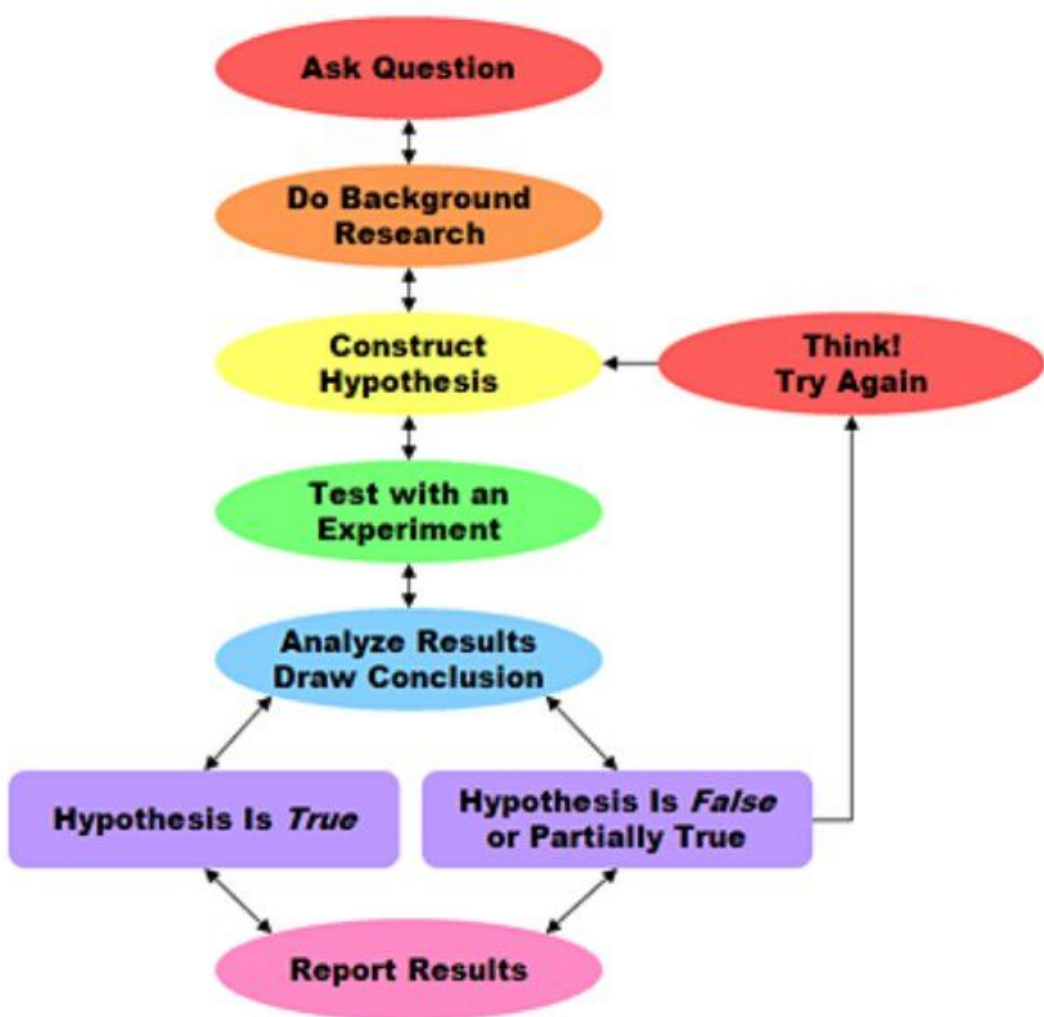 Ask Question
Do Background
Research
Construct
Hypothesis
Think!
Try Again
Test with an
Experiment
Analyze Results
Draw Conclusion
Hypothesis Is True
Hypothesis Is False
or Partially True
Report Results